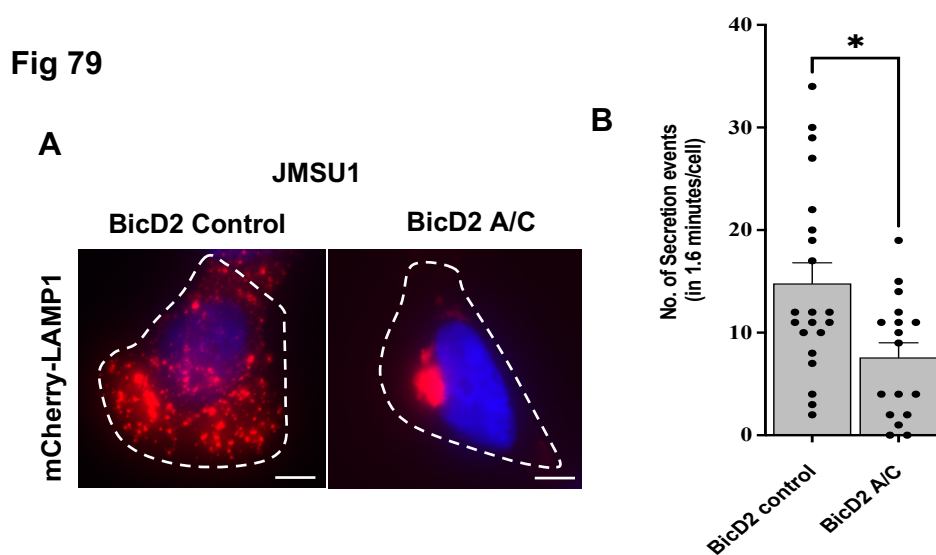 Fig 79
A
JMSU1
BicD2 Control
BicD2 A/C
mCherry-LAMP1
B
No. of Secretion events
(in 1.6 minutes/cell)
40
30
20
10
0
*
BicD2 control
BicD2 A/C